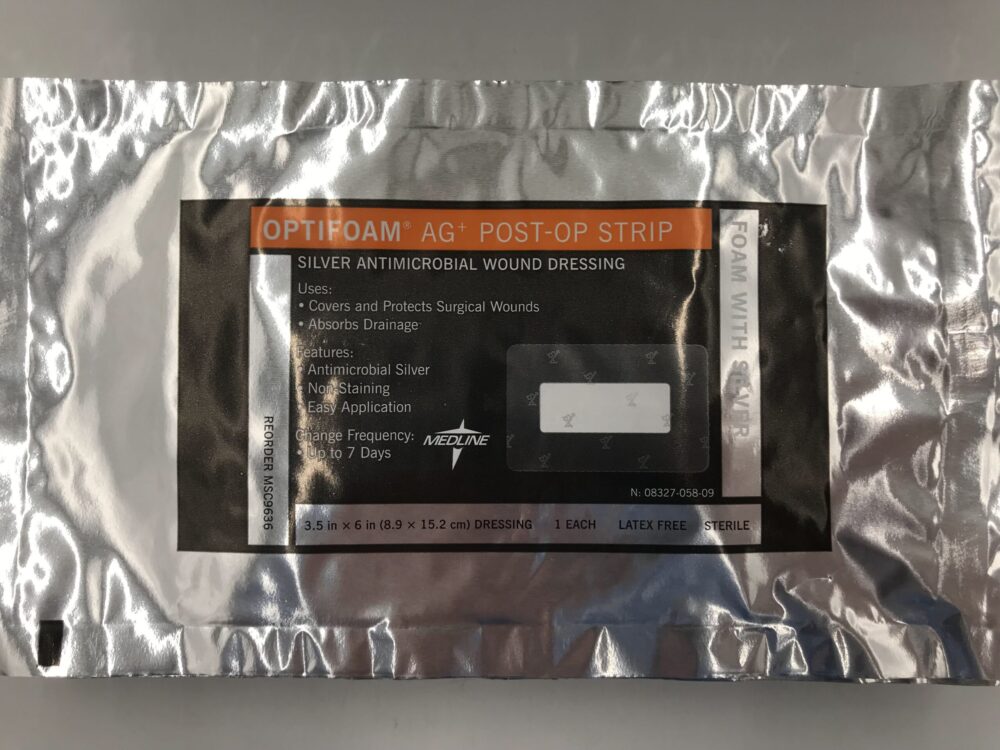 OPTIFOAM® AG⁺ POST-OP STRIP
SILVER ANTIMICROBIAL WOUND DRESSING
Uses:
• Covers and Protects Surgical Wounds
• Absorbs Drainage
Features:
• Antimicrobial Silver
• Non-Staining
• Easy Application
Change Frequency:
• Up to 7 Days
MEDLINE
N: 08327-058-09
FOAM WITH SILVER
REORDER MSC9636
3.5 in × 6 in (8.9 × 15.2 cm) DRESSING 1 EACH LATEX FREE STERILE